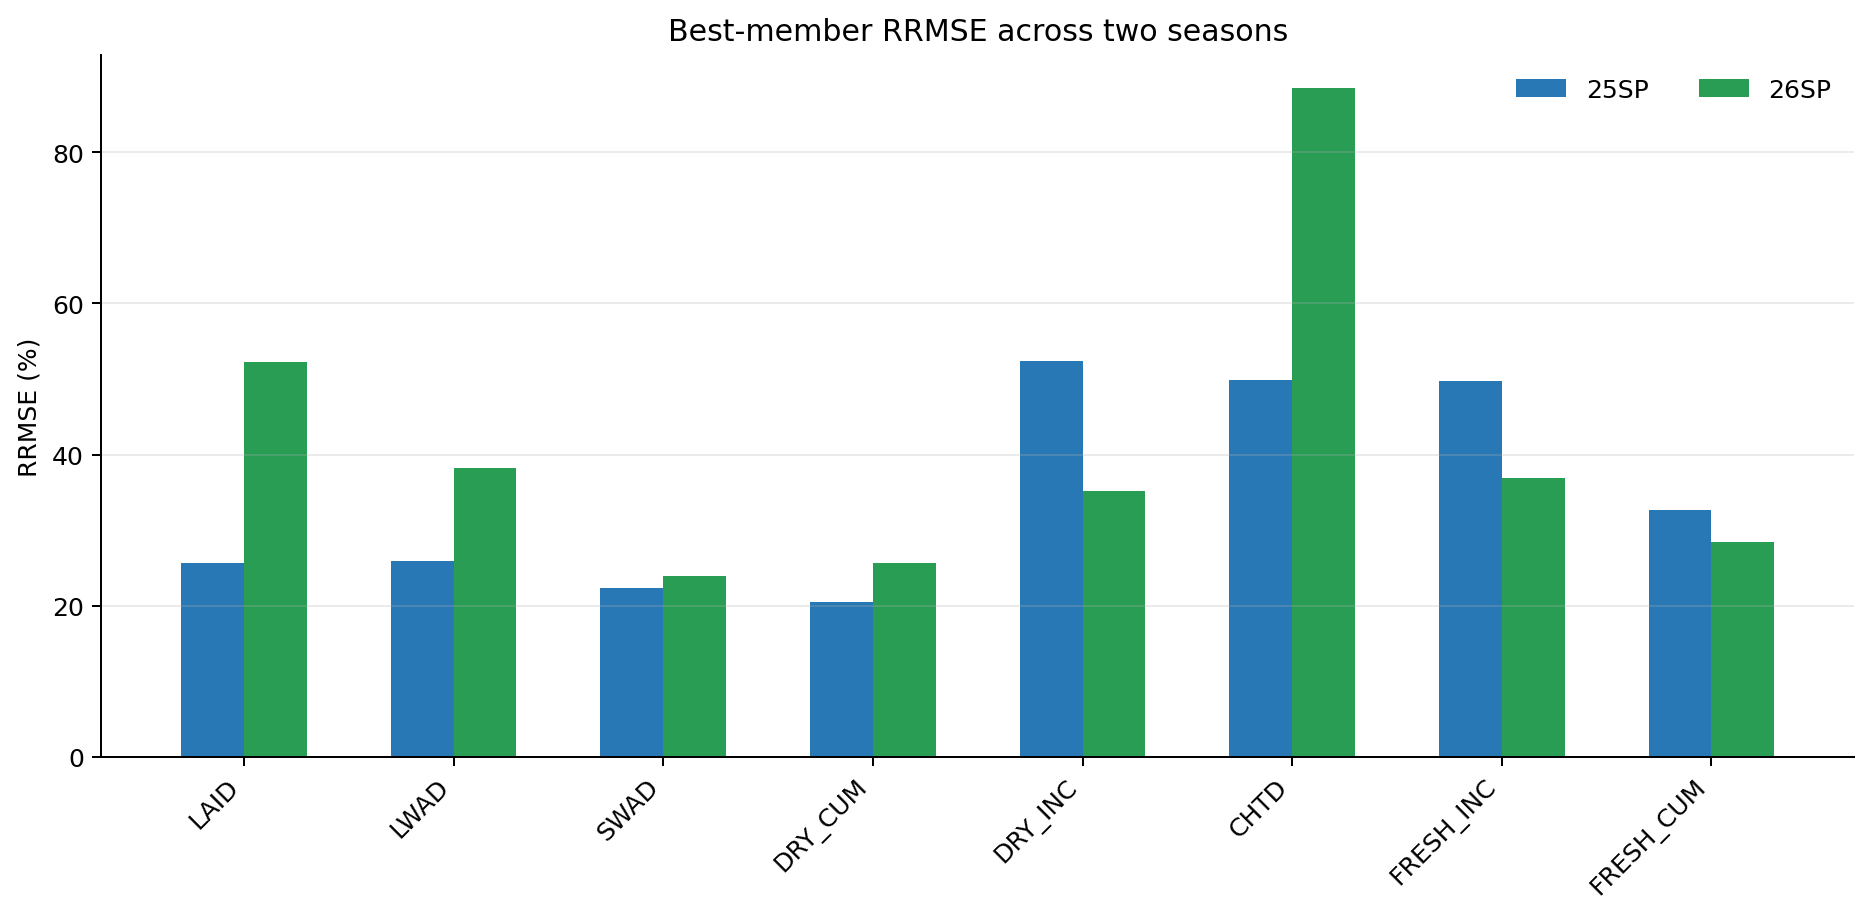 Best-member RRMSE across two seasons
25SP 26SP
RRMSE (%)
80
60
40
20
0
LAID LWAD SWAD DRY_CUM DRY_INC CHTD FRESH_INC FRESH_CUM